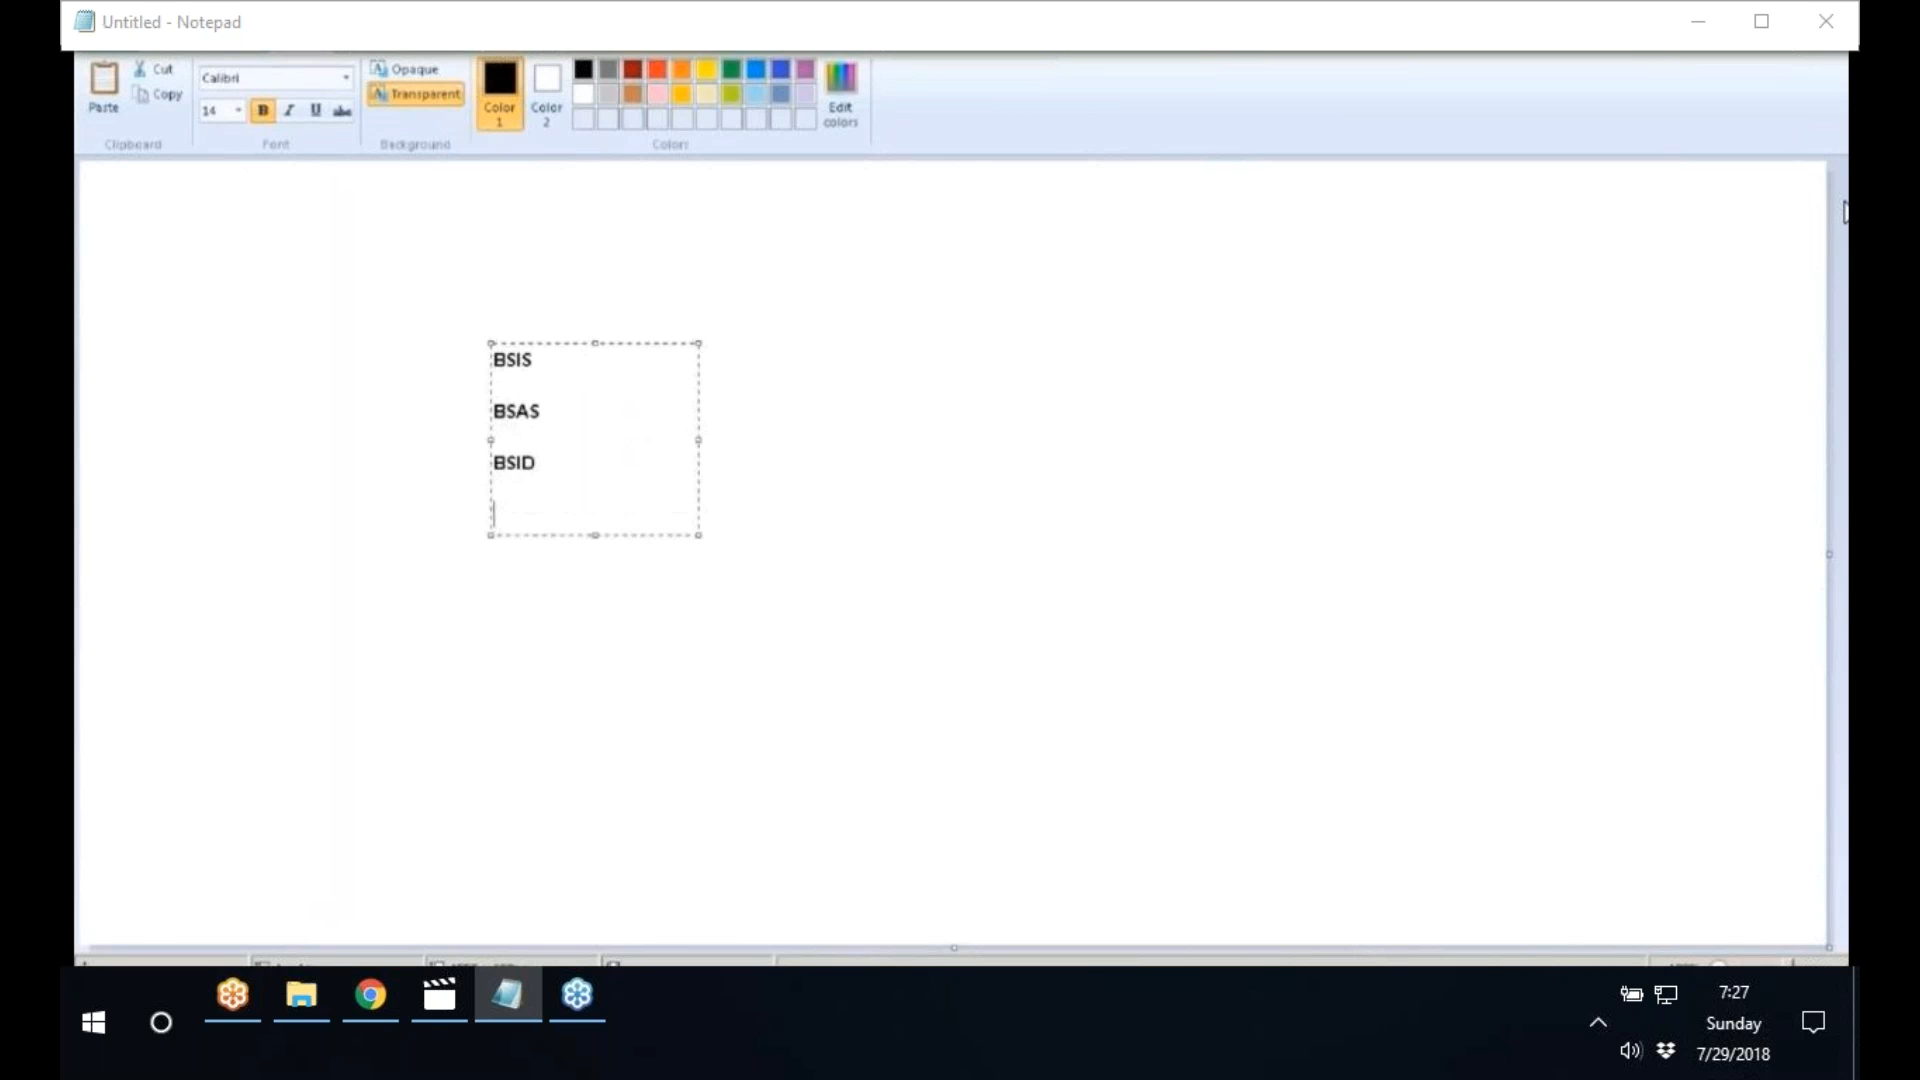 Untitled - Notepad
Cut
Copy
Paste
Clipboard
Calibri
14
B I U abc
Font
Opaque
Transparent
Background
Color 1
Color 2
Edit colors
Colors
BSIS
BSAS
BSID
7:27
Sunday
7/29/2018